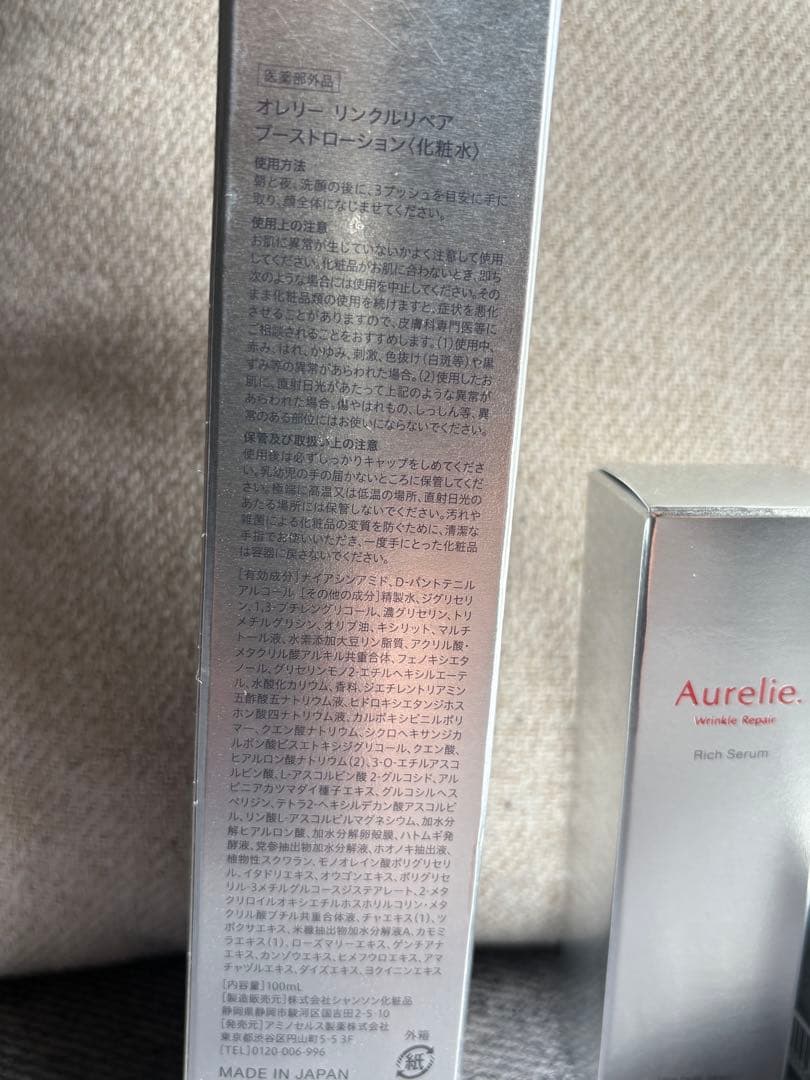 医薬部外品
オレリー リンクルリペア
ブーストローション〈化粧水〉
使用方法
朝と夜、洗顔の後に、3プッシュを目安に手に
取り、顔全体になじませてください。
使用上の注意
お肌に異常が生じていないかよく注意して使用
してください。化粧品がお肌に合わないとき、即ち
次のような場合には使用を中止してください。その
まま化粧品類の使用を続けますと、症状を悪化
させることがありますので、皮膚科専門医等に
ご相談されることをおすすめします。(1)使用中、
赤み、はれ、かゆみ、刺激、色抜け(白斑等)や黒
ずみ等の異常があらわれた場合。(2)使用したお
肌に、直射日光があたって上記のような異常が
あらわれた場合。傷やはれもの、しっしん等、異
常のある部位にはお使いにならないでください。
保管及び取扱い上の注意
使用後は必ずしっかりキャップをしめてくださ
い。乳幼児の手の届かないところに保管してくだ
さい。極端に高温又は低温の場所、直射日光の
あたる場所には保管しないでください。汚れや
雑菌による化粧品の変質を防ぐために、清潔な
手指でお使いいただき、一度手にとった化粧品
は容器に戻さないでください。
[有効成分]ナイアシンアミド、D-パントテニル
アルコール [その他の成分]精製水、ジグリセリ
ン、1,3-ブチレングリコール、濃グリセリン、トリ
メチルグリシン、オリブ油、キシリット、マルチ
トール液、水素添加大豆リン脂質、アクリル酸・
メタクリル酸アルキル共重合体、フェノキシエタ
ノール、グリセリンモノ2-エチルヘキシルエーテ
ル、水酸化カリウム、香料、ジエチレントリアミン
五酢酸五ナトリウム液、ヒドロキシエタンジホス
ホン酸四ナトリウム液、カルボキシビニルポリ
マー、クエン酸ナトリウム、シクロヘキサンジカ
ルボン酸ビスエトキシジグリコール、クエン酸、
ヒアルロン酸ナトリウム(2)、3-O-エチルアスコ
ルビン酸、L-アスコルビン酸 2-グルコシド、アル
ピニアカツマダイ種子エキス、グルコシルヘス
ペリジン、テトラ2-ヘキシルデカン酸アスコルビ
ル、リン酸L-アスコルビルマグネシウム、加水分
解ヒアルロン酸、加水分解卵殻膜、ハトムギ発
酵液、党参抽出物加水分解液、ホオノキ抽出液、
植物性スクワラン、モノオレイン酸ポリグリセリ
ル、イタドリエキス、オウゴンエキス、ポリグリセ
リル-3メチルグルコースジステアレート、2-メタ
クリロイルオキシエチルホスホリルコリン・メタ
クリル酸ブチル共重合体液、チャエキス(1)、ツ
ボクサエキス、米糠抽出物加水分解液A、カモミ
ラエキス(1)、ローズマリーエキス、ゲンチアナ
エキス、カンゾウエキス、ヒメフウロエキス、アマ
チャヅルエキス、ダイズエキス、ヨクイニンエキス
[内容量]100mL
[製造販売元]株式会社シャンソン化粧品
静岡県静岡市駿河区国吉田2-5-10
[発売元]アミノセルス製薬株式会社
東京都渋谷区円山町5-5 3F
[TEL]0120-006-996
MADE IN JAPAN
外箱
紙
Aurelie.
Wrinkle Repair
Rich Serum